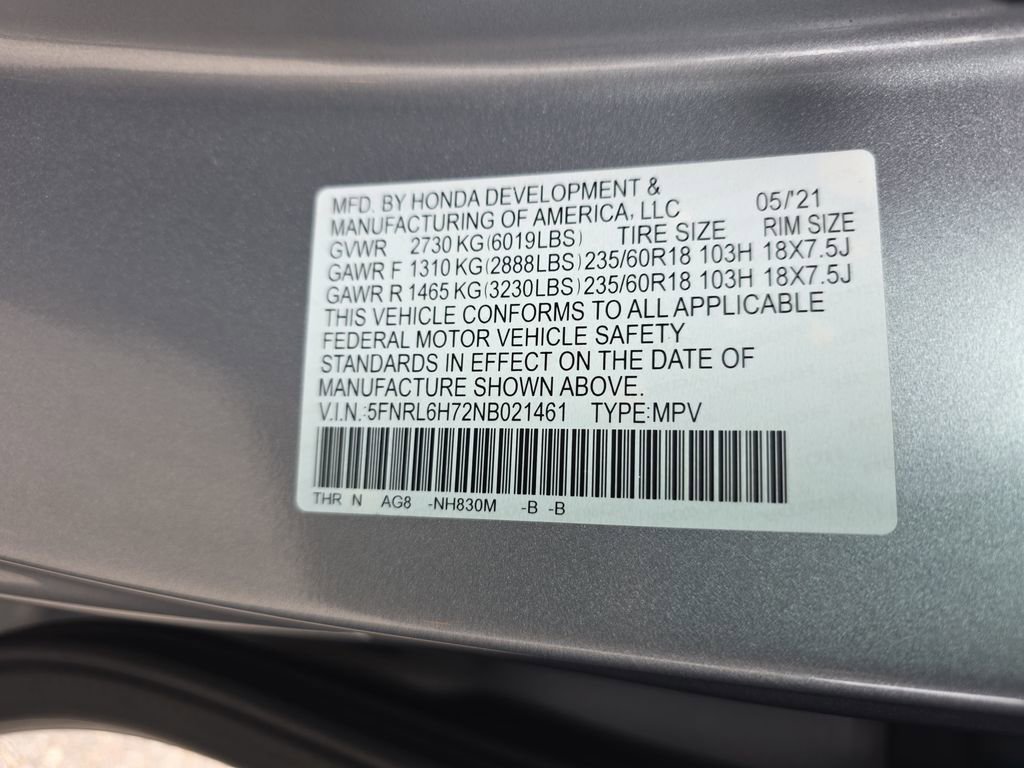 MFD. BY HONDA DEVELOPMENT &
MANUFACTURING OF AMERICA, LLC 05/'21
GVWR 2730 KG(6019LBS) TIRE SIZE RIM SIZE
GAWR F 1310 KG(2888LBS) 235/60R18 103H 18X7.5J
GAWR R 1465 KG(3230LBS) 235/60R18 103H 18X7.5J
THIS VEHICLE CONFORMS TO ALL APPLICABLE
FEDERAL MOTOR VEHICLE SAFETY
STANDARDS IN EFFECT ON THE DATE OF
MANUFACTURE SHOWN ABOVE.
V.I.N.:5FNRL6H72NB021461 TYPE:MPV
THR N AG8 -NH830M -B -B